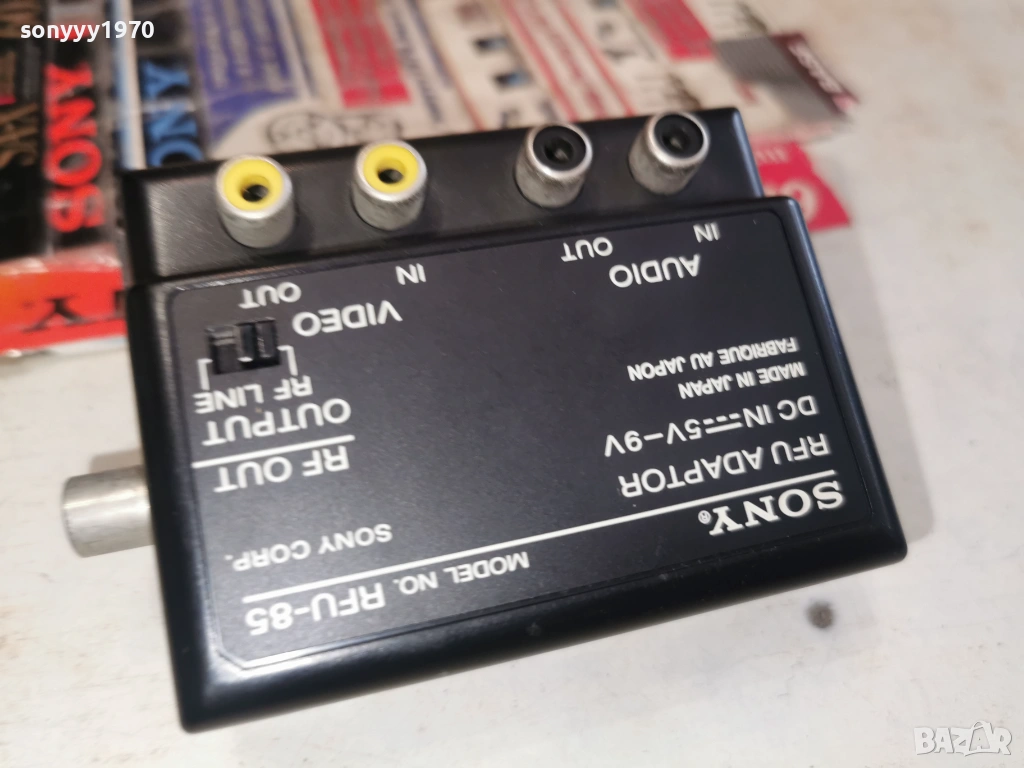 sonyyy1970
SONY
SONY
SONY®
MODEL NO. RFU-85
RFU ADAPTOR
SONY CORP.
DC IN ⎓ 5V-9V
RF OUT
MADE IN JAPAN
FABRIQUE AU JAPON
OUTPUT
RF LINE
AUDIO
IN
OUT
VIDEO
IN
OUT
BAZAR